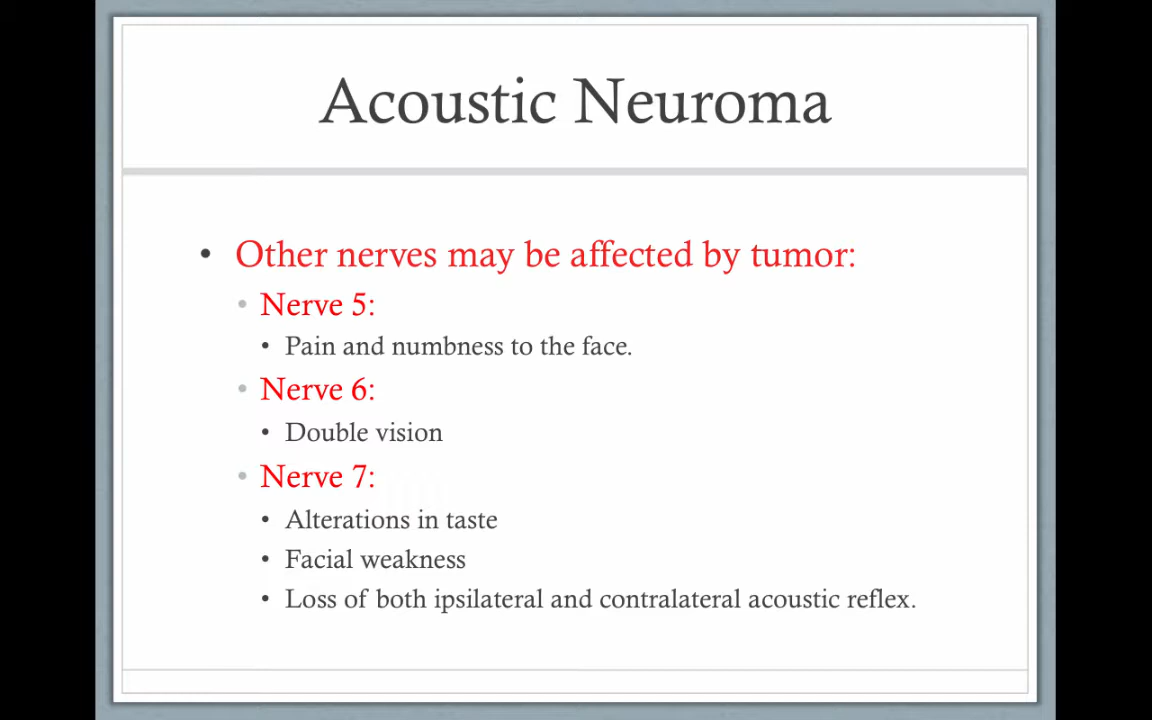 Acoustic Neuroma
• Other nerves may be affected by tumor:
• Nerve 5:
• Pain and numbness to the face.
• Nerve 6:
• Double vision
• Nerve 7:
• Alterations in taste
• Facial weakness
• Loss of both ipsilateral and contralateral acoustic reflex.